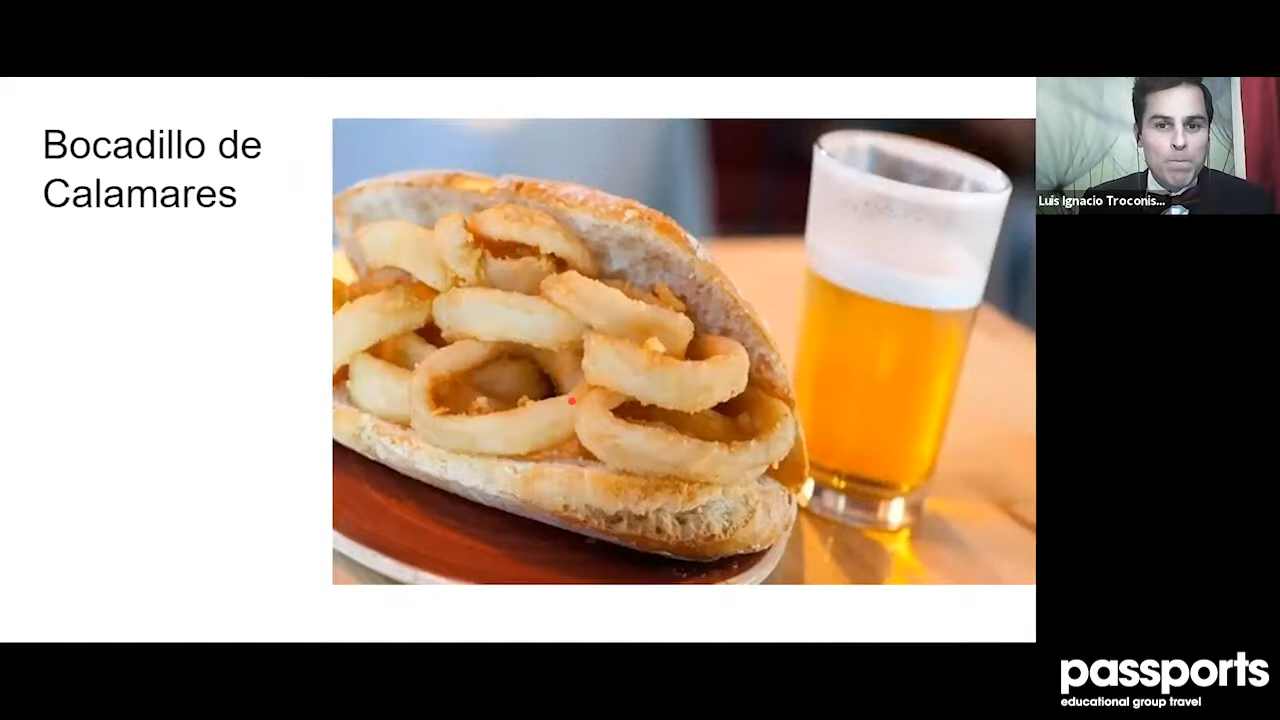 Bocadillo de
Calamares
Luis Ignacio Troconis...
passports
educational group travel